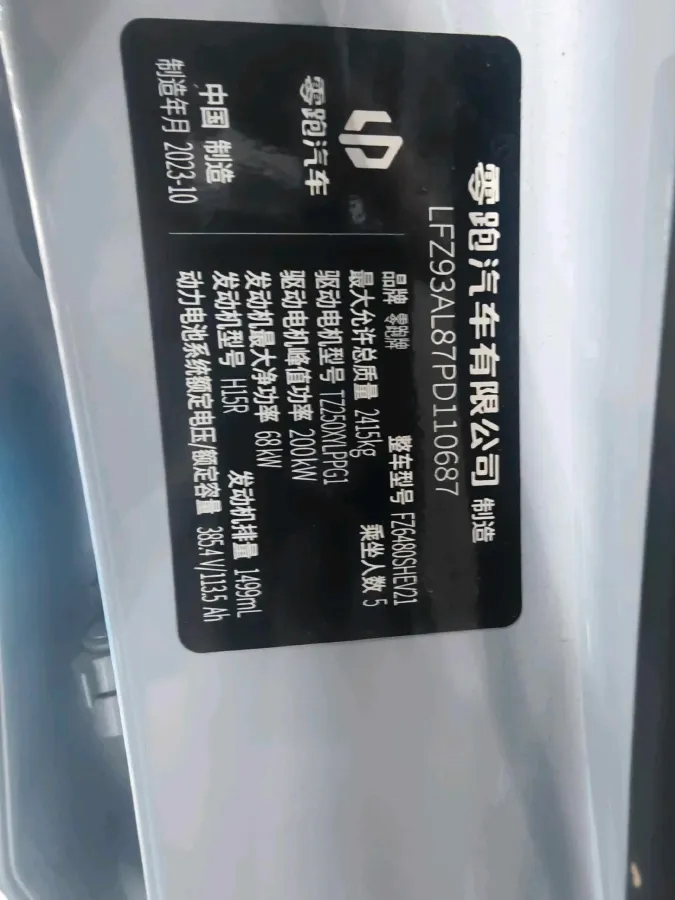 零跑汽车有限公司 制造
LFZ93AL87PD110687
零跑汽车
中国 制造
制造年月 2023-10
品牌 零跑牌 整车型号 FZ6480SHEV21
最大允许总质量 2415kg 乘坐人数 5
驱动电机型号 TZ250XYLPPG1
驱动电机峰值功率 200kW
发动机最大净功率 68kW
发动机型号 H15R 发动机排量 1499mL
动力电池系统额定电压/额定容量 385.4V/113.5Ah